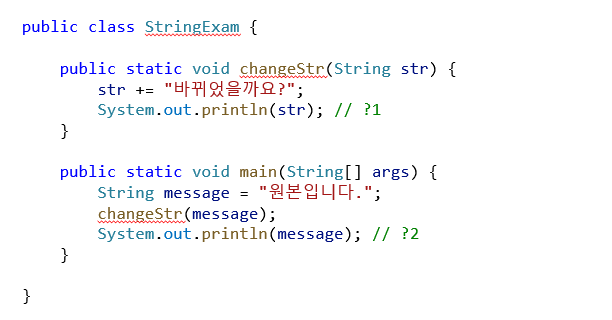 public class StringExam {
public static void changeStr(String str) {
str += "바뀌었을까요?";
System.out.println(str); // ?1
}
public static void main(String[] args) {
String message = "원본입니다.";
changeStr(message);
System.out.println(message); // ?2
}
}